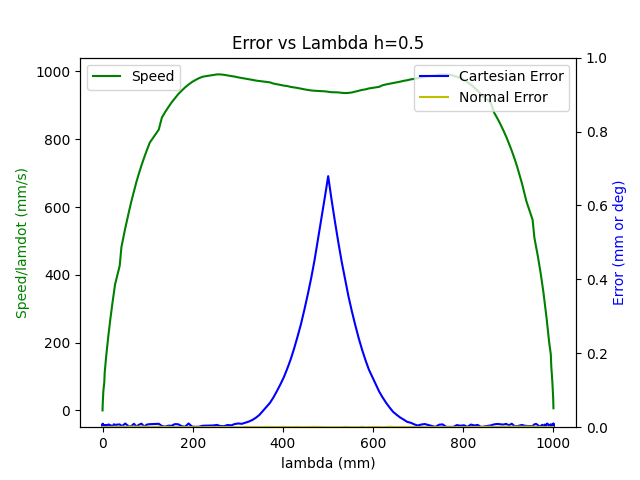 Error vs Lambda h=0.5
Speed
Cartesian Error
Normal Error
Speed/lamdot (mm/s)
1000
800
600
400
200
0
1.0
0.8
0.6
0.4
0.2
0.0
Error (mm or deg)
0 200 400 600 800 1000
lambda (mm)